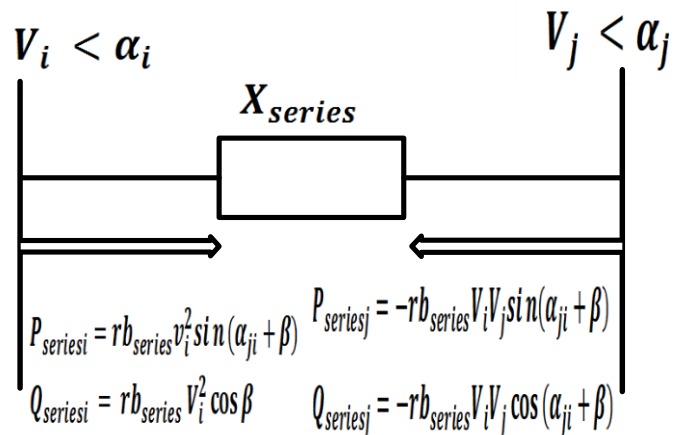 V_i < α_i
V_j < α_j
X_series
P_seriesi = rb_series v_i^2 sin(α_ji + β)
P_seriesj = −rb_series V_i V_j sin(α_ji + β)
Q_seriesi = rb_series V_i^2 cos β
Q_seriesj = −rb_series V_i V_j cos (α_ji + β)